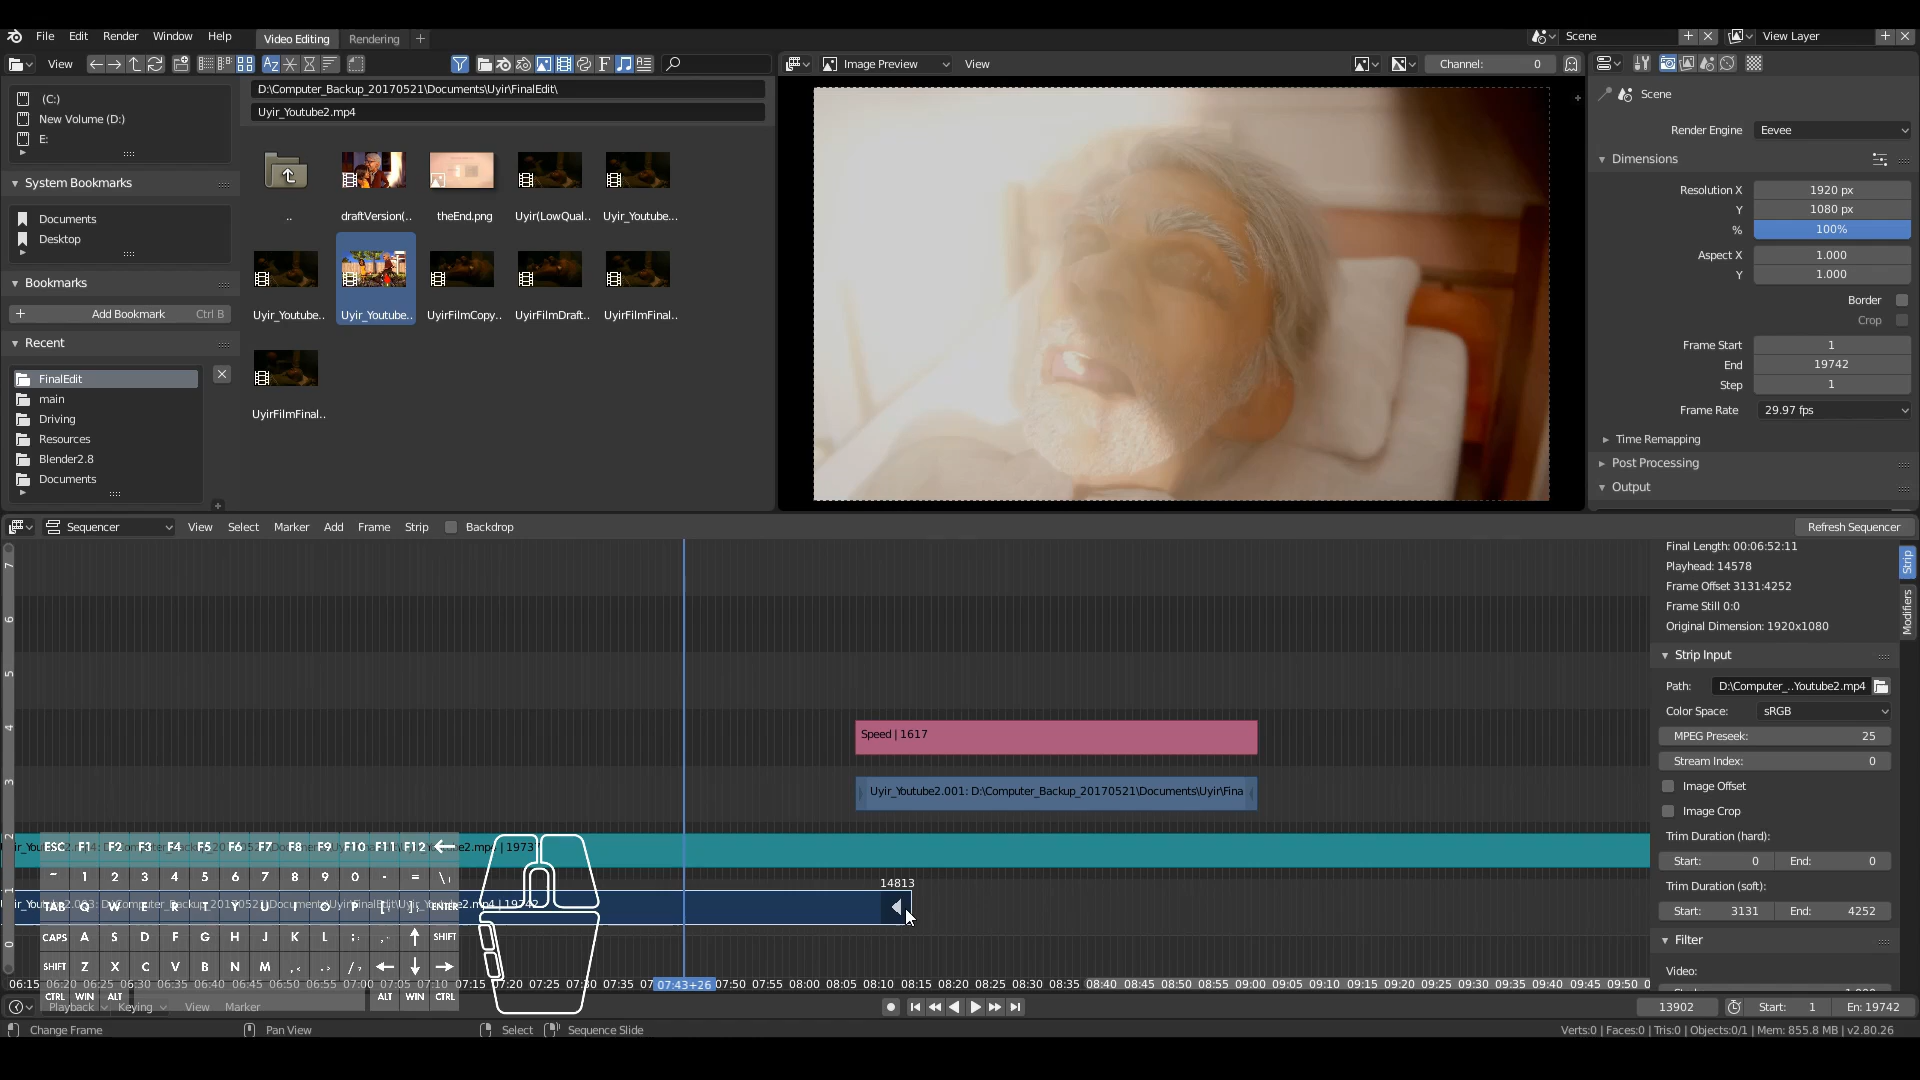 File Edit Render Window Help Video Editing Rendering + Scene View Layer
View Image Preview View Channel: 0
D:\Computer_Backup_20170521\Documents\Uyir\FinalEdit\
Uyir_Youtube2.mp4
(C:)
New Volume (D:)
E:
System Bookmarks
Documents
Desktop
Bookmarks
Add Bookmark Ctrl B
Recent
FinalEdit
main
Driving
Resources
Blender2.8
Documents
.. draftVersion(.. theEnd.png Uyir(LowQual.. Uyir_Youtube...
Uyir_Youtube.. Uyir_Youtube.. UyirFilmCopy.. UyirFilmDraft.. UyirFilmFinal..
UyirFilmFinal..
Scene
Render Engine Eevee
Dimensions
Resolution X 1920 px
Y 1080 px
% 100%
Aspect X 1.000
Y 1.000
Border
Crop
Frame Start 1
End 19742
Step 1
Frame Rate 29.97 fps
Time Remapping
Post Processing
Output
Sequencer View Select Marker Add Frame Strip Backdrop Refresh Sequencer
7
6
5
4
3
2
1
0
Speed | 1617
Uyir_Youtube2.001: D:\Computer_Backup_20170521\Documents\Uyir\Fina
14813
Final Length: 00:06:52:11
Playhead: 14578
Frame Offset 3131:4252
Frame Still 0:0
Original Dimension: 1920x1080
Strip Input
Path: D:\Computer_..Youtube2.mp4
Color Space: sRGB
MPEG Preseek: 25
Stream Index: 0
Image Offset
Image Crop
Trim Duration (hard):
Start: 0 End: 0
Trim Duration (soft):
Start: 3131 End: 4252
Filter
Video:
Strip
Modifiers
ESC F1 F2 F3 F4 F5 F6 F7 F8 F9 F10 F11 F12
~ 1 2 3 4 5 6 7 8 9 0 - = \
TAB Q W E R T Y U I O P [ ] ENTER
CAPS A S D F G H J K L SHIFT
SHIFT Z X C V B N M
CTRL WIN ALT ALT WIN CTRL
06:15 06:20 06:25 06:30 06:35 06:40 06:45 06:50 06:55 07:00 07:05 07:10 07:15 07:20 07:25 07:30 07:35 07:43+26 07:50 07:55 08:00 08:05 08:10 08:15 08:20 08:25 08:30 08:35 08:40 08:45 08:50 08:55 09:00 09:05 09:10 09:15 09:20 09:25 09:30 09:35 09:40 09:45 09:50
Playback Keying View Marker 13902 Start: 1 En: 19742
Change Frame Pan View Select Sequence Slide Verts:0 | Faces:0 | Tris:0 | Objects:0/1 | Mem: 855.8 MB | v2.80.26